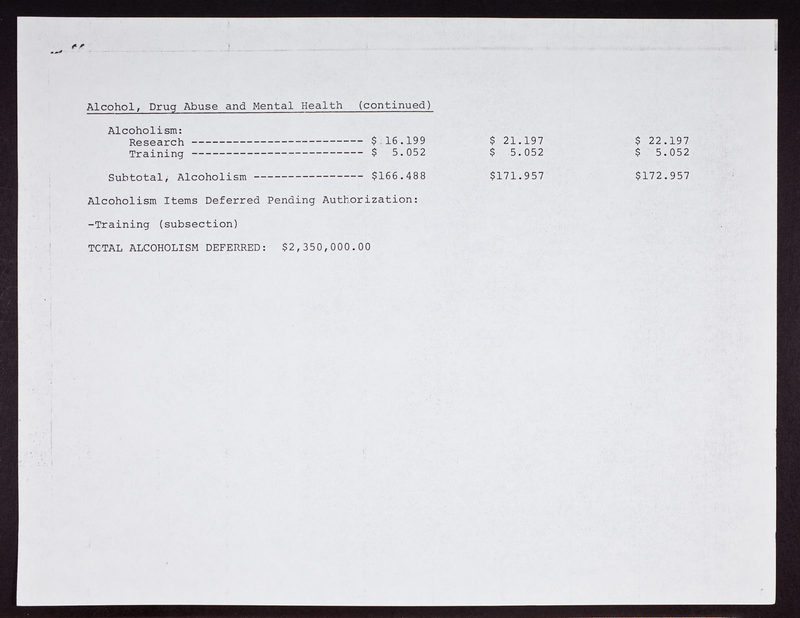 Alcohol, Drug Abuse and Mental Health (continued)
Alcoholism:
Research ------------------------- $ 16.199 $ 21.197 $ 22.197
Training ------------------------- $ 5.052 $ 5.052 $ 5.052
Subtotal, Alcoholism ---------------- $166.488 $171.957 $172.957
Alcoholism Items Deferred Pending Authorization:
-Training (subsection)
TOTAL ALCOHOLISM DEFERRED: $2,350,000.00